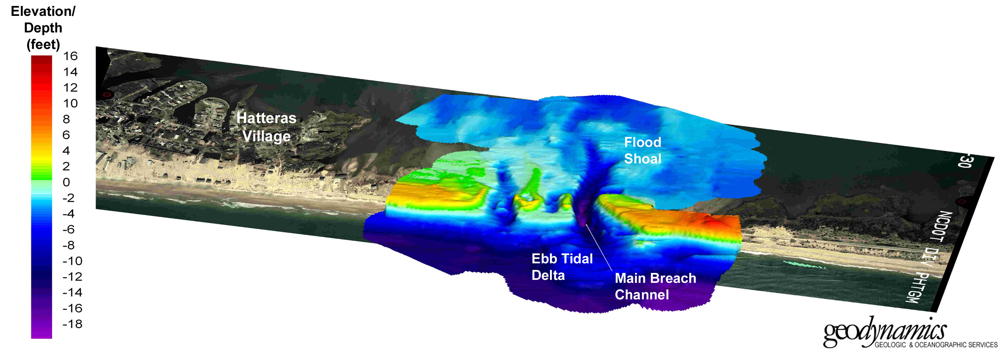 Elevation/
Depth
(feet)
16
14
12
10
8
6
4
2
0
-2
-4
-6
-8
-10
-12
-14
-16
-18
Hatteras
Village
Flood
Shoal
Ebb Tidal
Delta
Main Breach
Channel
-30
NCDOT DIV PHTGM
geodynamics
GEOLOGIC & OCEANOGRAPHIC SERVICES